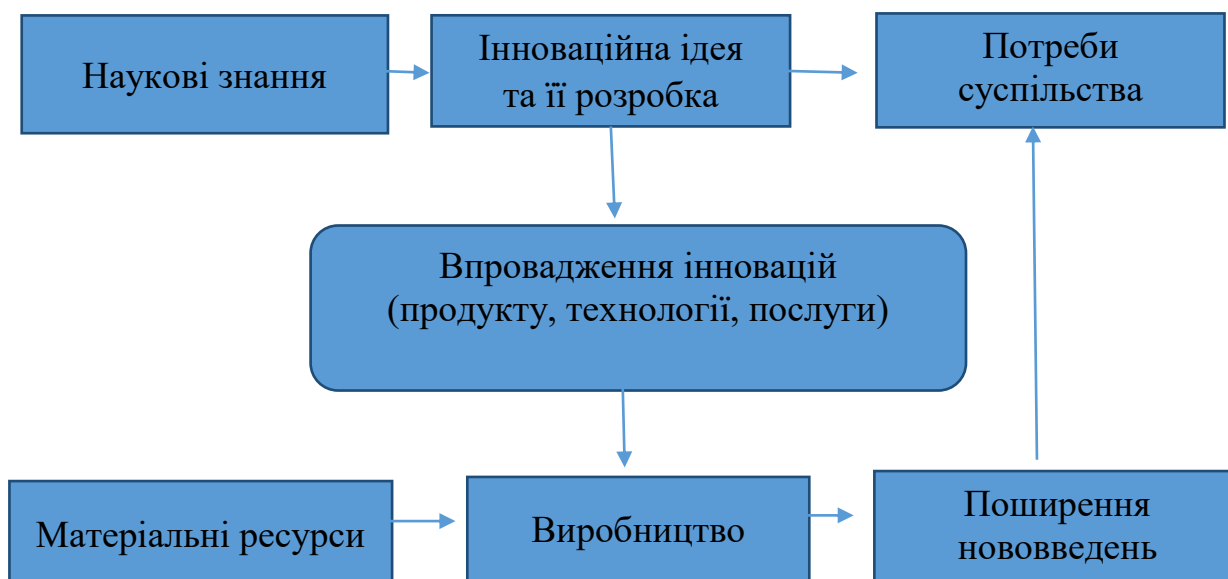 Наукові знання
Інноваційна ідея
та її розробка
Потреби
суспільства
Впровадження інновацій
(продукту, технології, послуги)
Матеріальні ресурси
Виробництво
Поширення
нововведень